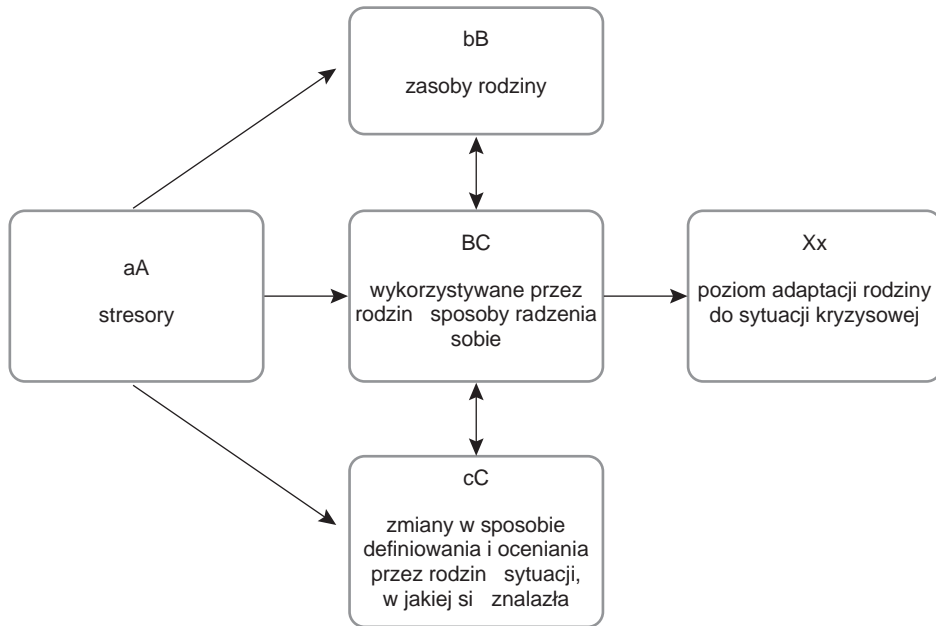 bB
zasoby rodziny
aA
stresory
BC
wykorzystywane przez
rodzin sposoby radzenia
sobie
Xx
poziom adaptacji rodziny
do sytuacji kryzysowej
cC
zmiany w sposobie
definiowania i oceniania
przez rodzin sytuacji,
w jakiej si znalazła